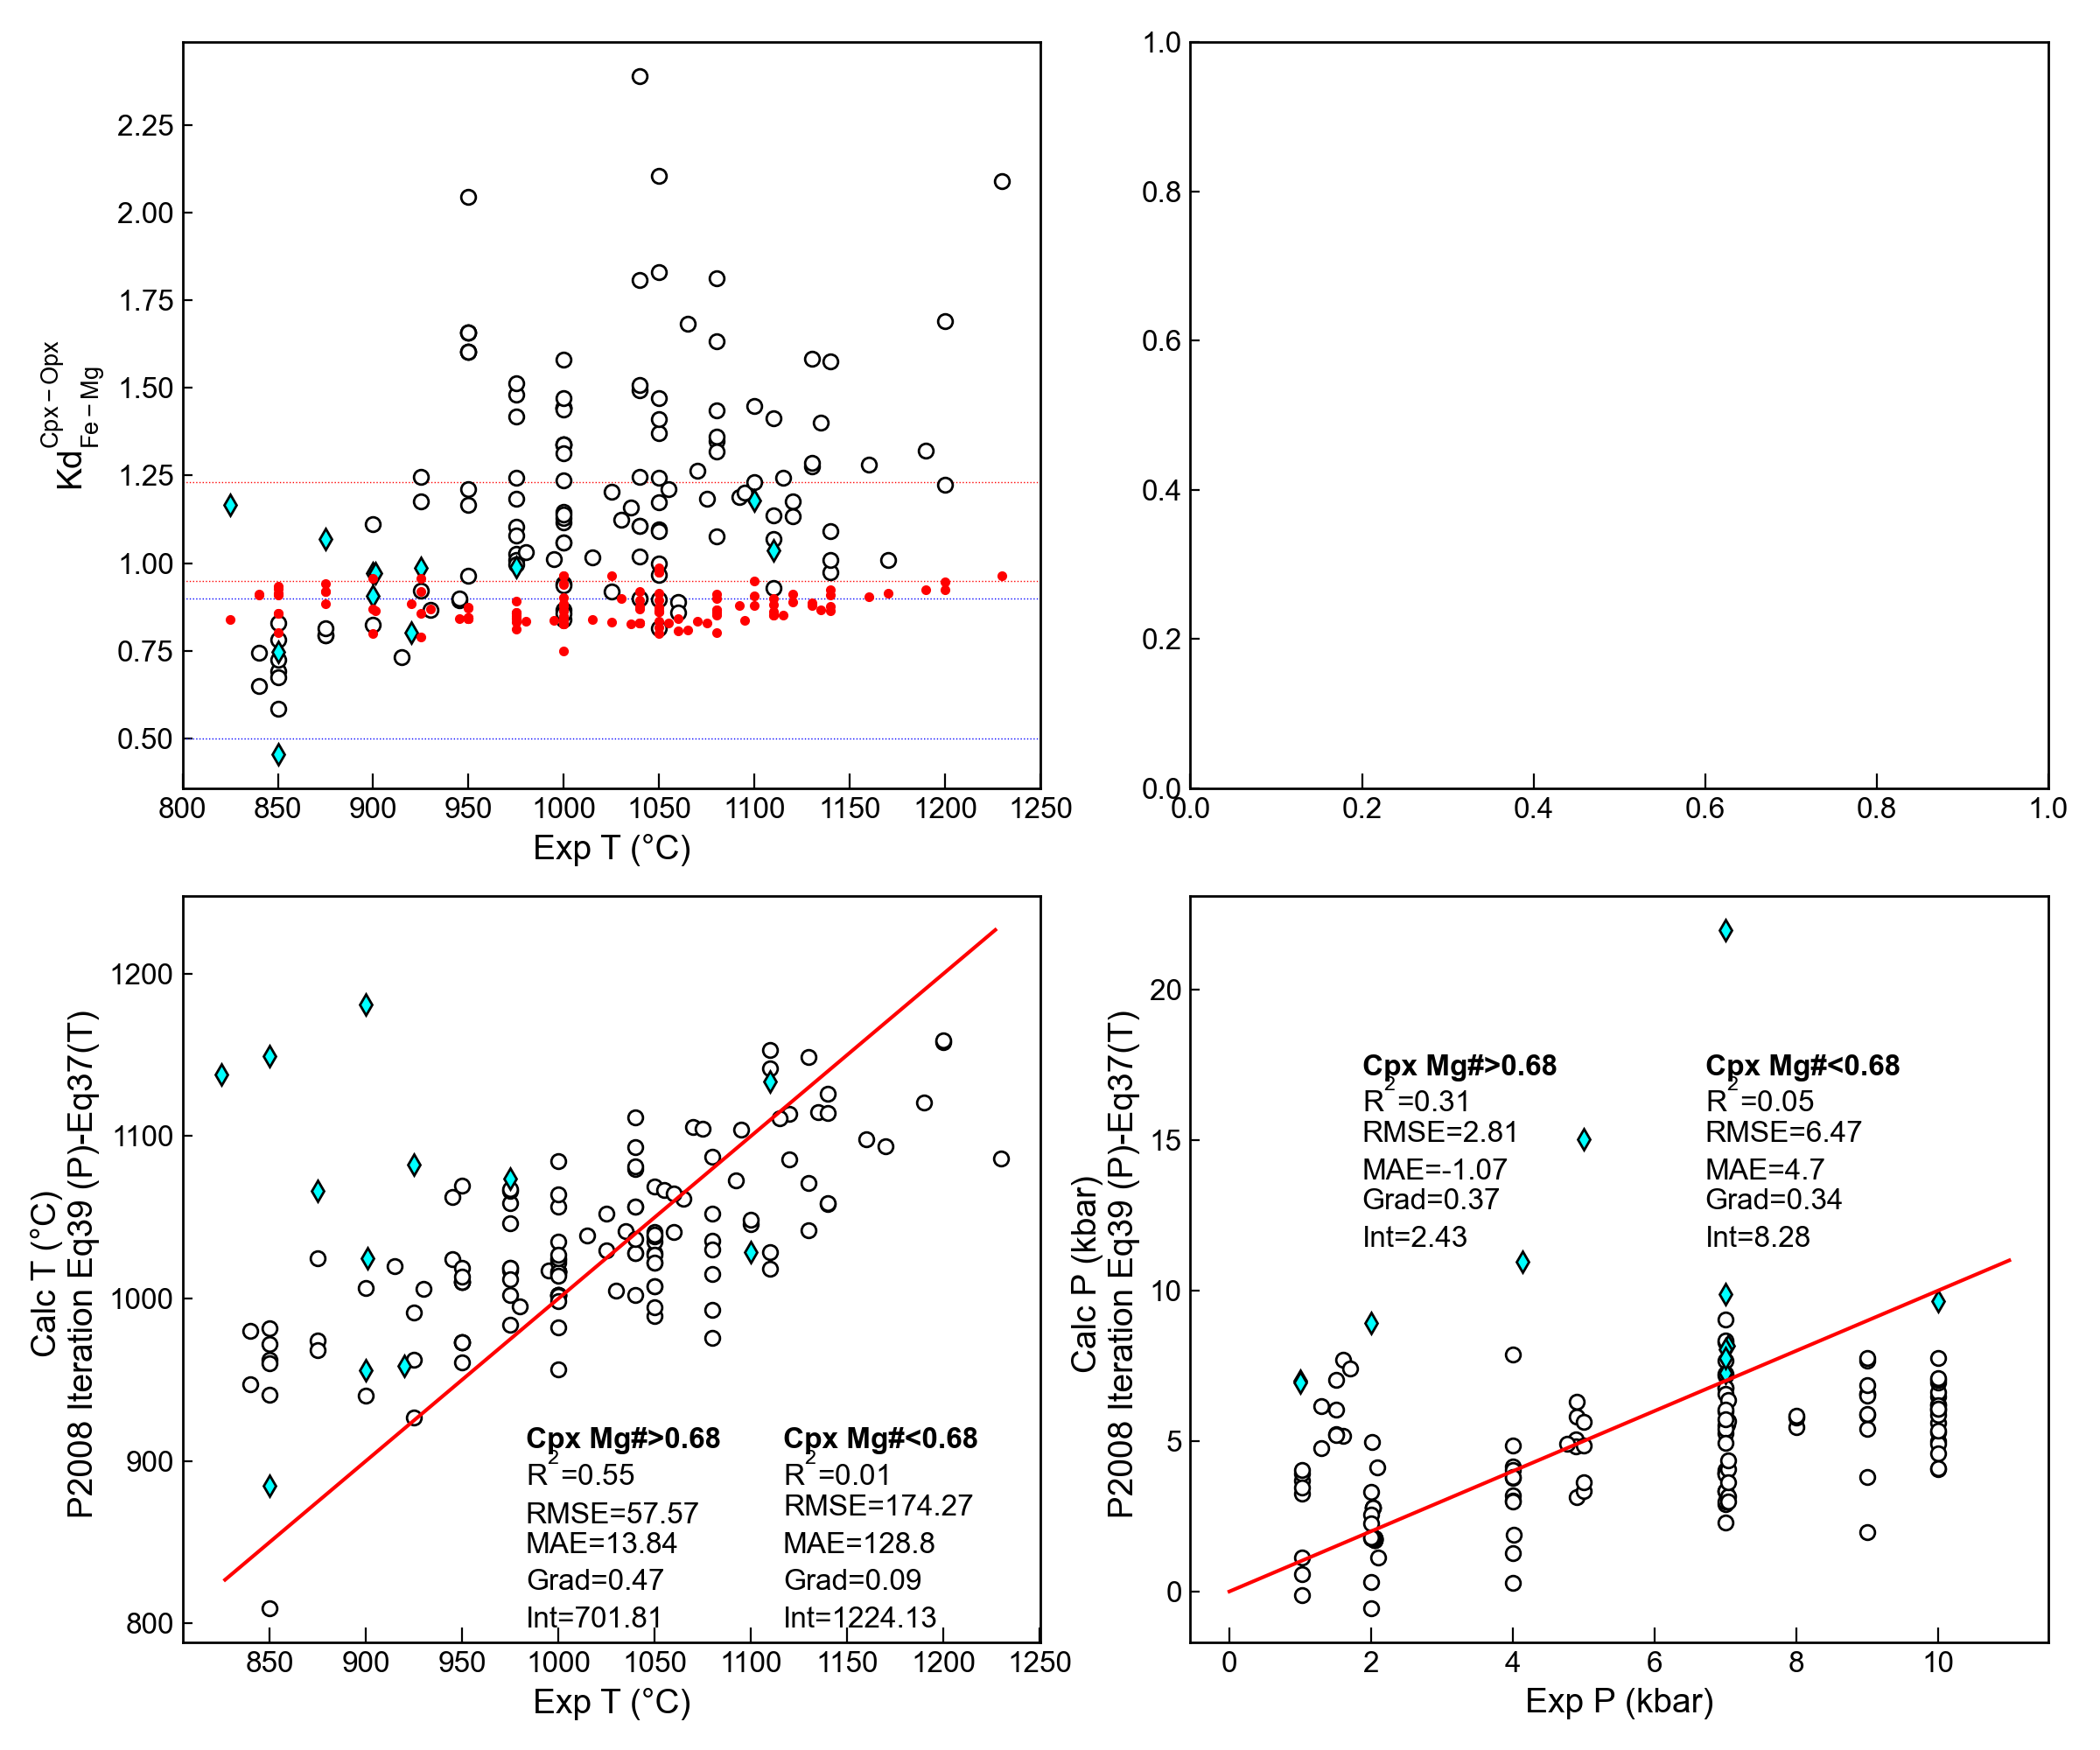 2.25
2.00
1.75
1.50
1.25
1.00
0.75
0.50
Kd Cpx−Opx Fe−Mg
800 850 900 950 1000 1050 1100 1150 1200 1250
Exp T (°C)
1.0
0.8
0.6
0.4
0.2
0.0
0.0 0.2 0.4 0.6 0.8 1.0
1200
1100
1000
900
800
Calc T (°C)
P2008 Iteration Eq39 (P)-Eq37(T)
Cpx Mg#>0.68
R²=0.55
RMSE=57.57
MAE=13.84
Grad=0.47
Int=701.81
Cpx Mg#<0.68
R²=0.01
RMSE=174.27
MAE=128.8
Grad=0.09
Int=1224.13
850 900 950 1000 1050 1100 1150 1200 1250
Exp T (°C)
20
15
10
5
0
Calc P (kbar)
P2008 Iteration Eq39 (P)-Eq37(T)
Cpx Mg#>0.68
R²=0.31
RMSE=2.81
MAE=-1.07
Grad=0.37
Int=2.43
Cpx Mg#<0.68
R²=0.05
RMSE=6.47
MAE=4.7
Grad=0.34
Int=8.28
0 2 4 6 8 10
Exp P (kbar)